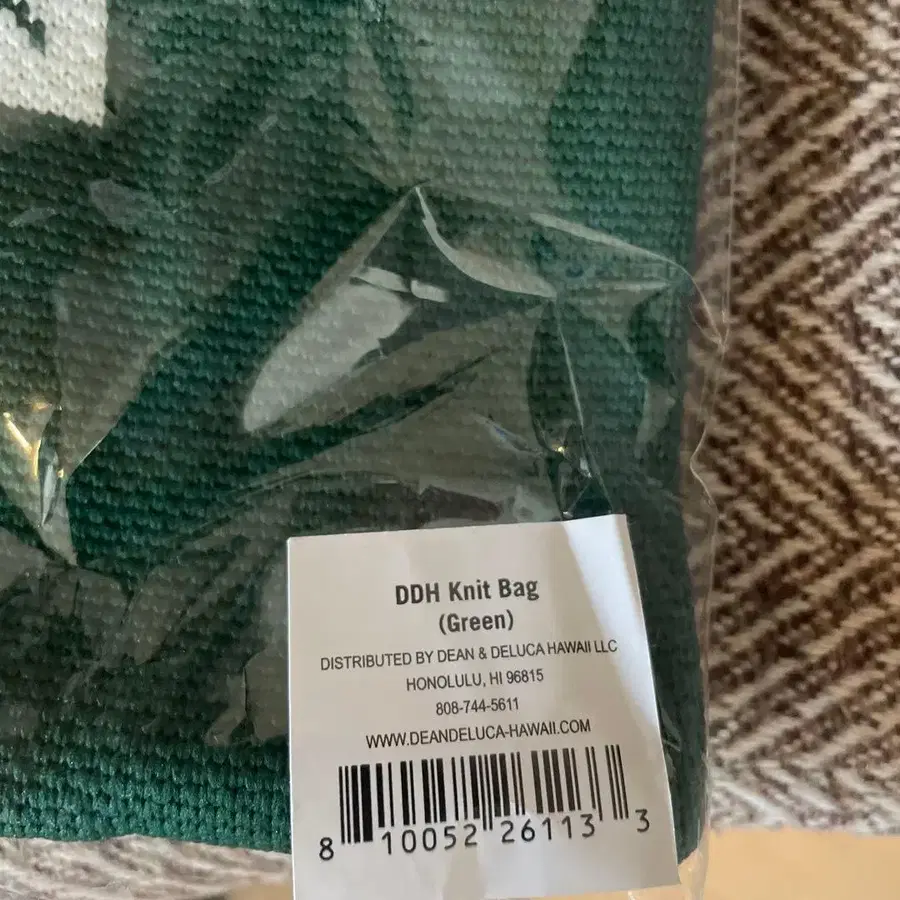 DDH Knit Bag
(Green)
DISTRIBUTED BY DEAN & DELUCA HAWAII LLC
HONOLULU, HI 96815
808-744-5611
WWW.DEANDELUCA-HAWAII.COM
8 10052 26113 3